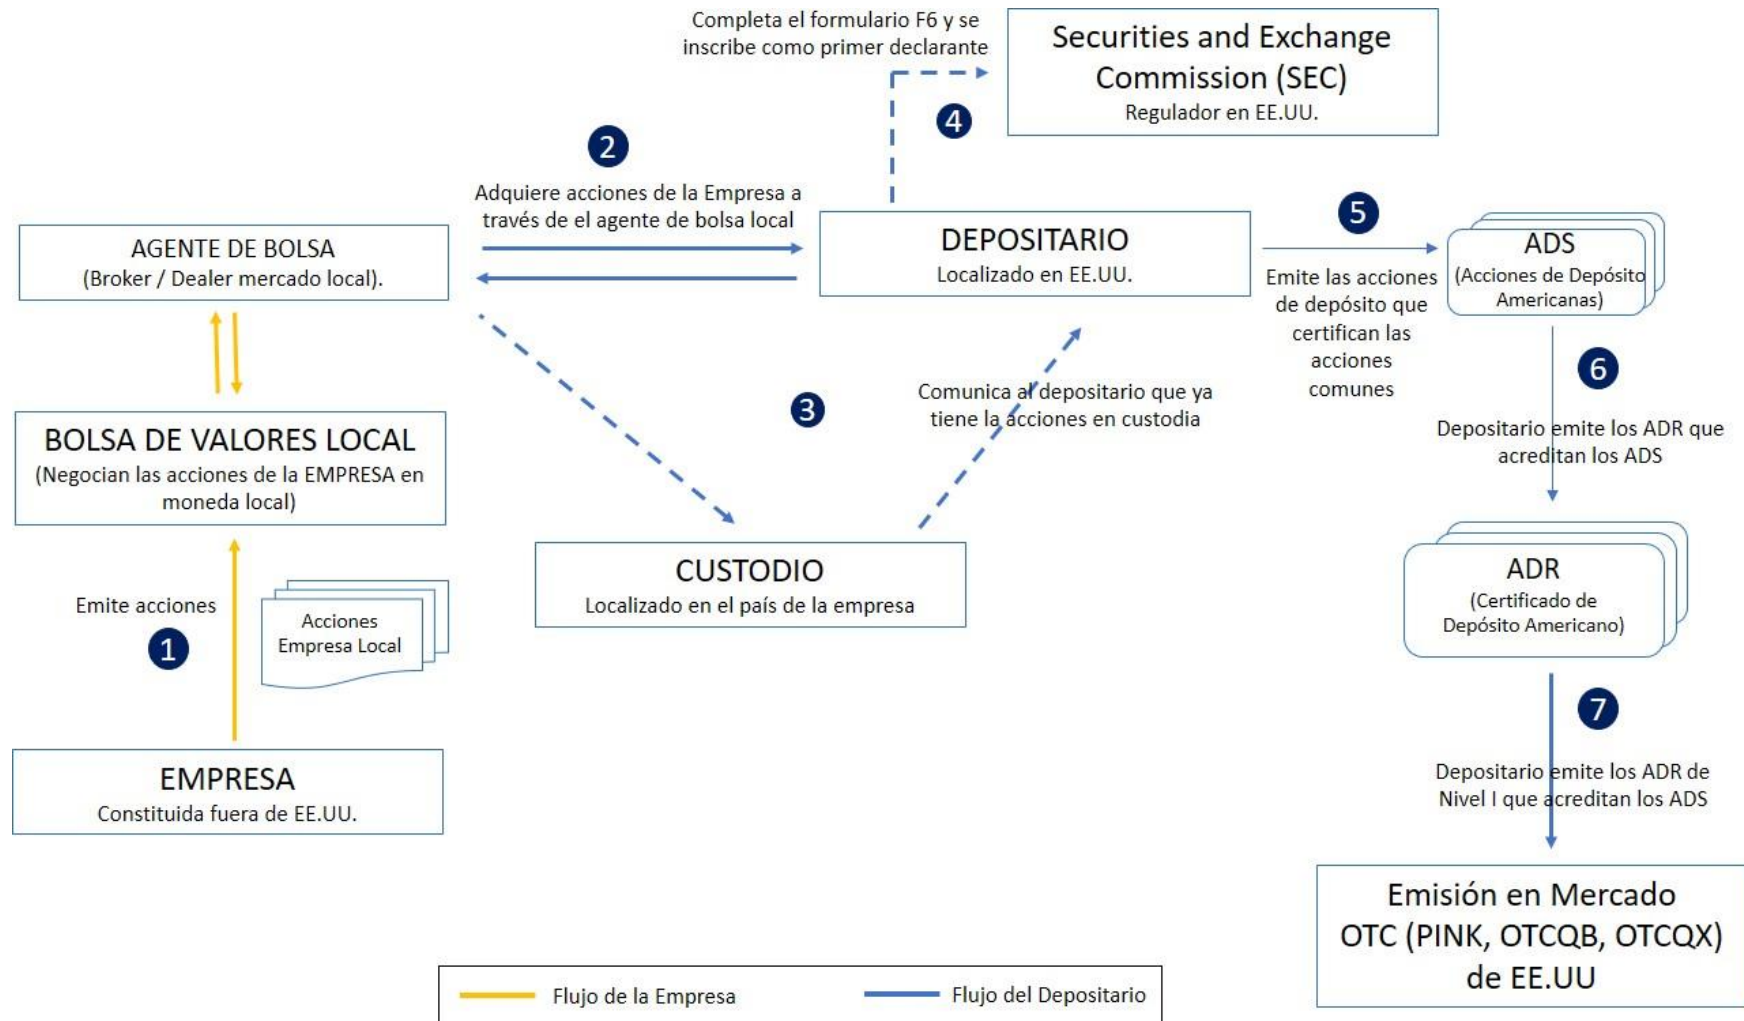 Completa el formulario F6 y se
inscribe como primer declarante
Securities and Exchange
Commission (SEC)
Regulador en EE.UU.
4
2
Adquiere acciones de la Empresa a
través de el agente de bolsa local
AGENTE DE BOLSA
(Broker / Dealer mercado local).
DEPOSITARIO
Localizado en EE.UU.
5
Emite las acciones
de depósito que
certifican las
acciones
comunes
ADS
(Acciones de Depósito
Americanas)
6
Depositario emite los ADR que
acreditan los ADS
3
Comunica al depositario que ya
tiene la acciones en custodia
BOLSA DE VALORES LOCAL
(Negocian las acciones de la EMPRESA en
moneda local)
CUSTODIO
Localizado en el país de la empresa
ADR
(Certificado de
Depósito Americano)
Emite acciones
1
Acciones
Empresa Local
7
Depositario emite los ADR de
Nivel I que acreditan los ADS
EMPRESA
Constituida fuera de EE.UU.
Emisión en Mercado
OTC (PINK, OTCQB, OTCQX)
de EE.UU
Flujo de la Empresa
Flujo del Depositario